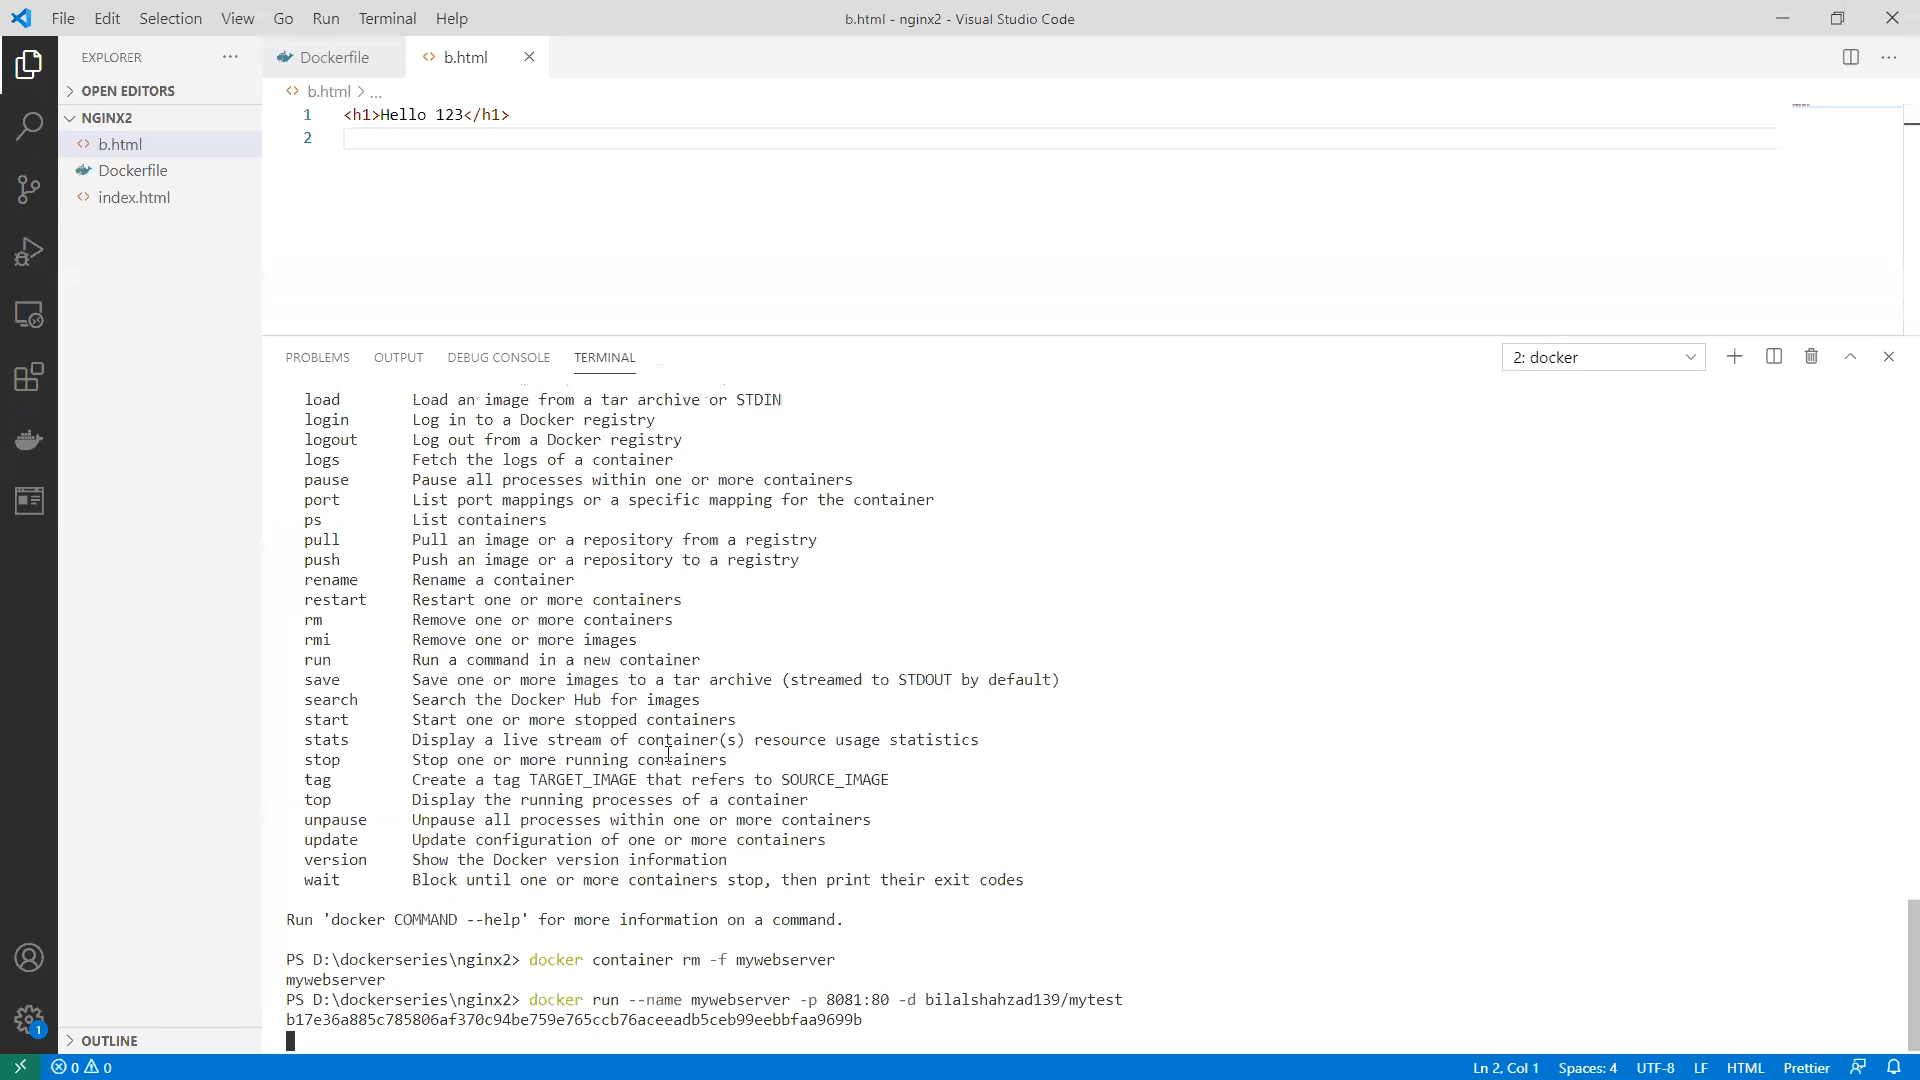 File Edit Selection View Go Run Terminal Help
b.html - nginx2 - Visual Studio Code
EXPLORER
OPEN EDITORS
NGINX2
b.html
Dockerfile
index.html
OUTLINE
Dockerfile
b.html
b.html > ...
1 <h1>Hello 123</h1>
2
PROBLEMS OUTPUT DEBUG CONSOLE TERMINAL
2: docker
load Load an image from a tar archive or STDIN
login Log in to a Docker registry
logout Log out from a Docker registry
logs Fetch the logs of a container
pause Pause all processes within one or more containers
port List port mappings or a specific mapping for the container
ps List containers
pull Pull an image or a repository from a registry
push Push an image or a repository to a registry
rename Rename a container
restart Restart one or more containers
rm Remove one or more containers
rmi Remove one or more images
run Run a command in a new container
save Save one or more images to a tar archive (streamed to STDOUT by default)
search Search the Docker Hub for images
start Start one or more stopped containers
stats Display a live stream of container(s) resource usage statistics
stop Stop one or more running containers
tag Create a tag TARGET_IMAGE that refers to SOURCE_IMAGE
top Display the running processes of a container
unpause Unpause all processes within one or more containers
update Update configuration of one or more containers
version Show the Docker version information
wait Block until one or more containers stop, then print their exit codes
Run 'docker COMMAND --help' for more information on a command.
PS D:\dockerseries\nginx2> docker container rm -f mywebserver
mywebserver
PS D:\dockerseries\nginx2> docker run --name mywebserver -p 8081:80 -d bilalshahzad139/mytest
b17e36a885c785806af370c94be759e765ccb76aceeadb5ceb99eebbfaa9699b
1
0 0
Ln 2, Col 1 Spaces: 4 UTF-8 LF HTML Prettier